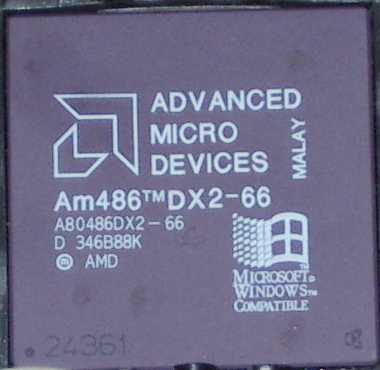 ADVANCED
MICRO
DEVICES
MALAY
Am486™DX2-66
A80486DX2-66
D 346B88K
ⓜ AMD
MICROSOFT®
WINDOWS™
COMPATIBLE
24361